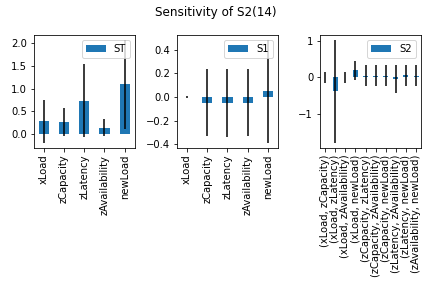 Sensitivity of S2(14)
ST
2.0
1.5
1.0
0.5
0.0
xLoad
zCapacity
zLatency
zAvailability
newLoad
S1
0.4
0.2
0.0
−0.2
−0.4
xLoad
zCapacity
zLatency
zAvailability
newLoad
S2
1
0
−1
(xLoad, zCapacity)
(xLoad, zLatency)
(xLoad, zAvailability)
(xLoad, newLoad)
(zCapacity, zLatency)
(zCapacity, zAvailability)
(zCapacity, newLoad)
(zLatency, zAvailability)
(zLatency, newLoad)
(zAvailability, newLoad)